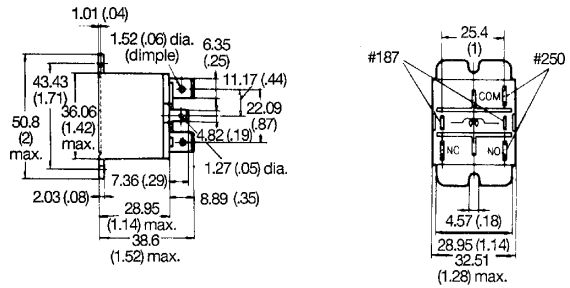 1.01 (.04)
1.52 (.06) dia.
(dimple)
6.35
(.25)
11.17 (.44)
43.43
(1.71)
36.06
(1.42)
max.
50.8
(2)
max.
22.09
(.87)
4.82 (.19)
1.27 (.05) dia.
7.36 (.29)
2.03 (.08)
8.89 (.35)
28.95
(1.14) max.
38.6
(1.52) max.
25.4
(1)
#187
#250
COM
NC
NO
4.57 (.18)
28.95 (1.14)
32.51
(1.28) max.